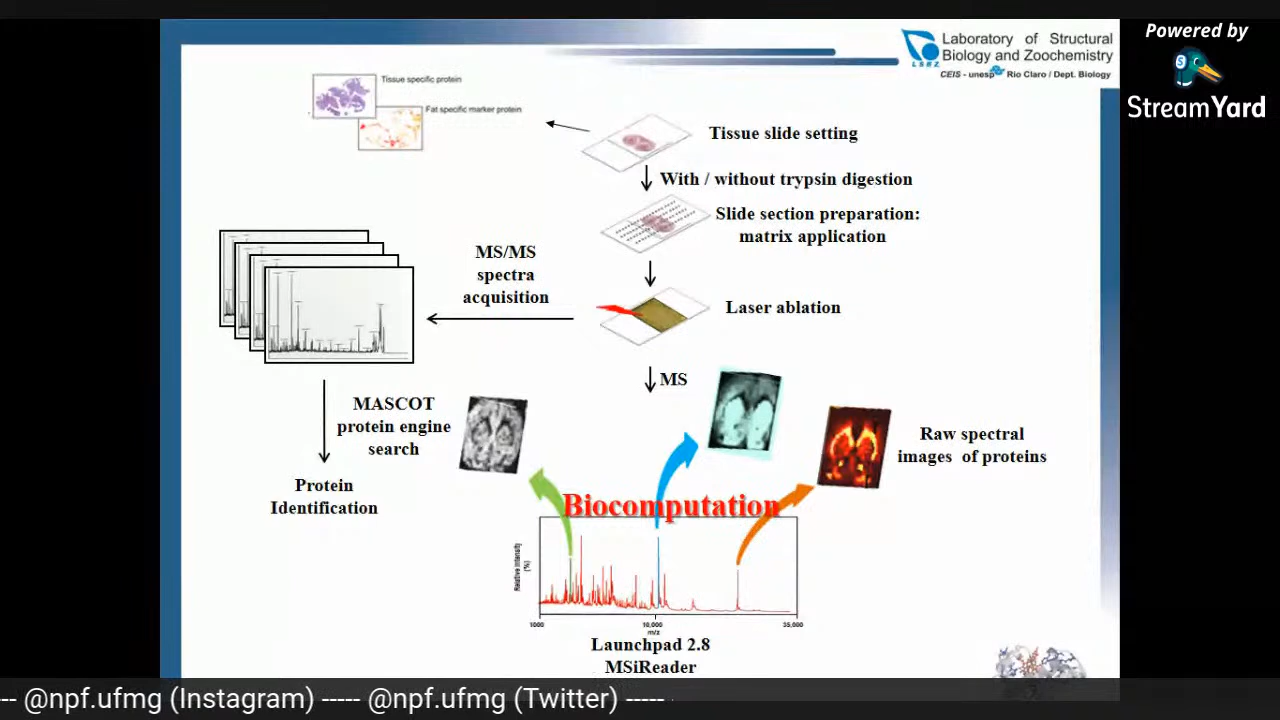 Powered by
StreamYard
Laboratory of Structural
Biology and Zoochemistry
LSBZ
CEIS - unesp Rio Claro / Dept. Biology
Tissue specific protein
Fat specific marker protein
Tissue slide setting
With / without trypsin digestion
Slide section preparation:
matrix application
MS/MS
spectra
acquisition
Laser ablation
MS
MASCOT
protein engine
search
Raw spectral
images of proteins
Protein
Identification
Biocomputation
Relative Intensity
(%)
1000 10,000 35,000
m/z
Launchpad 2.8
MSiReader
-- @npf.ufmg (Instagram) ----- @npf.ufmg (Twitter) -----